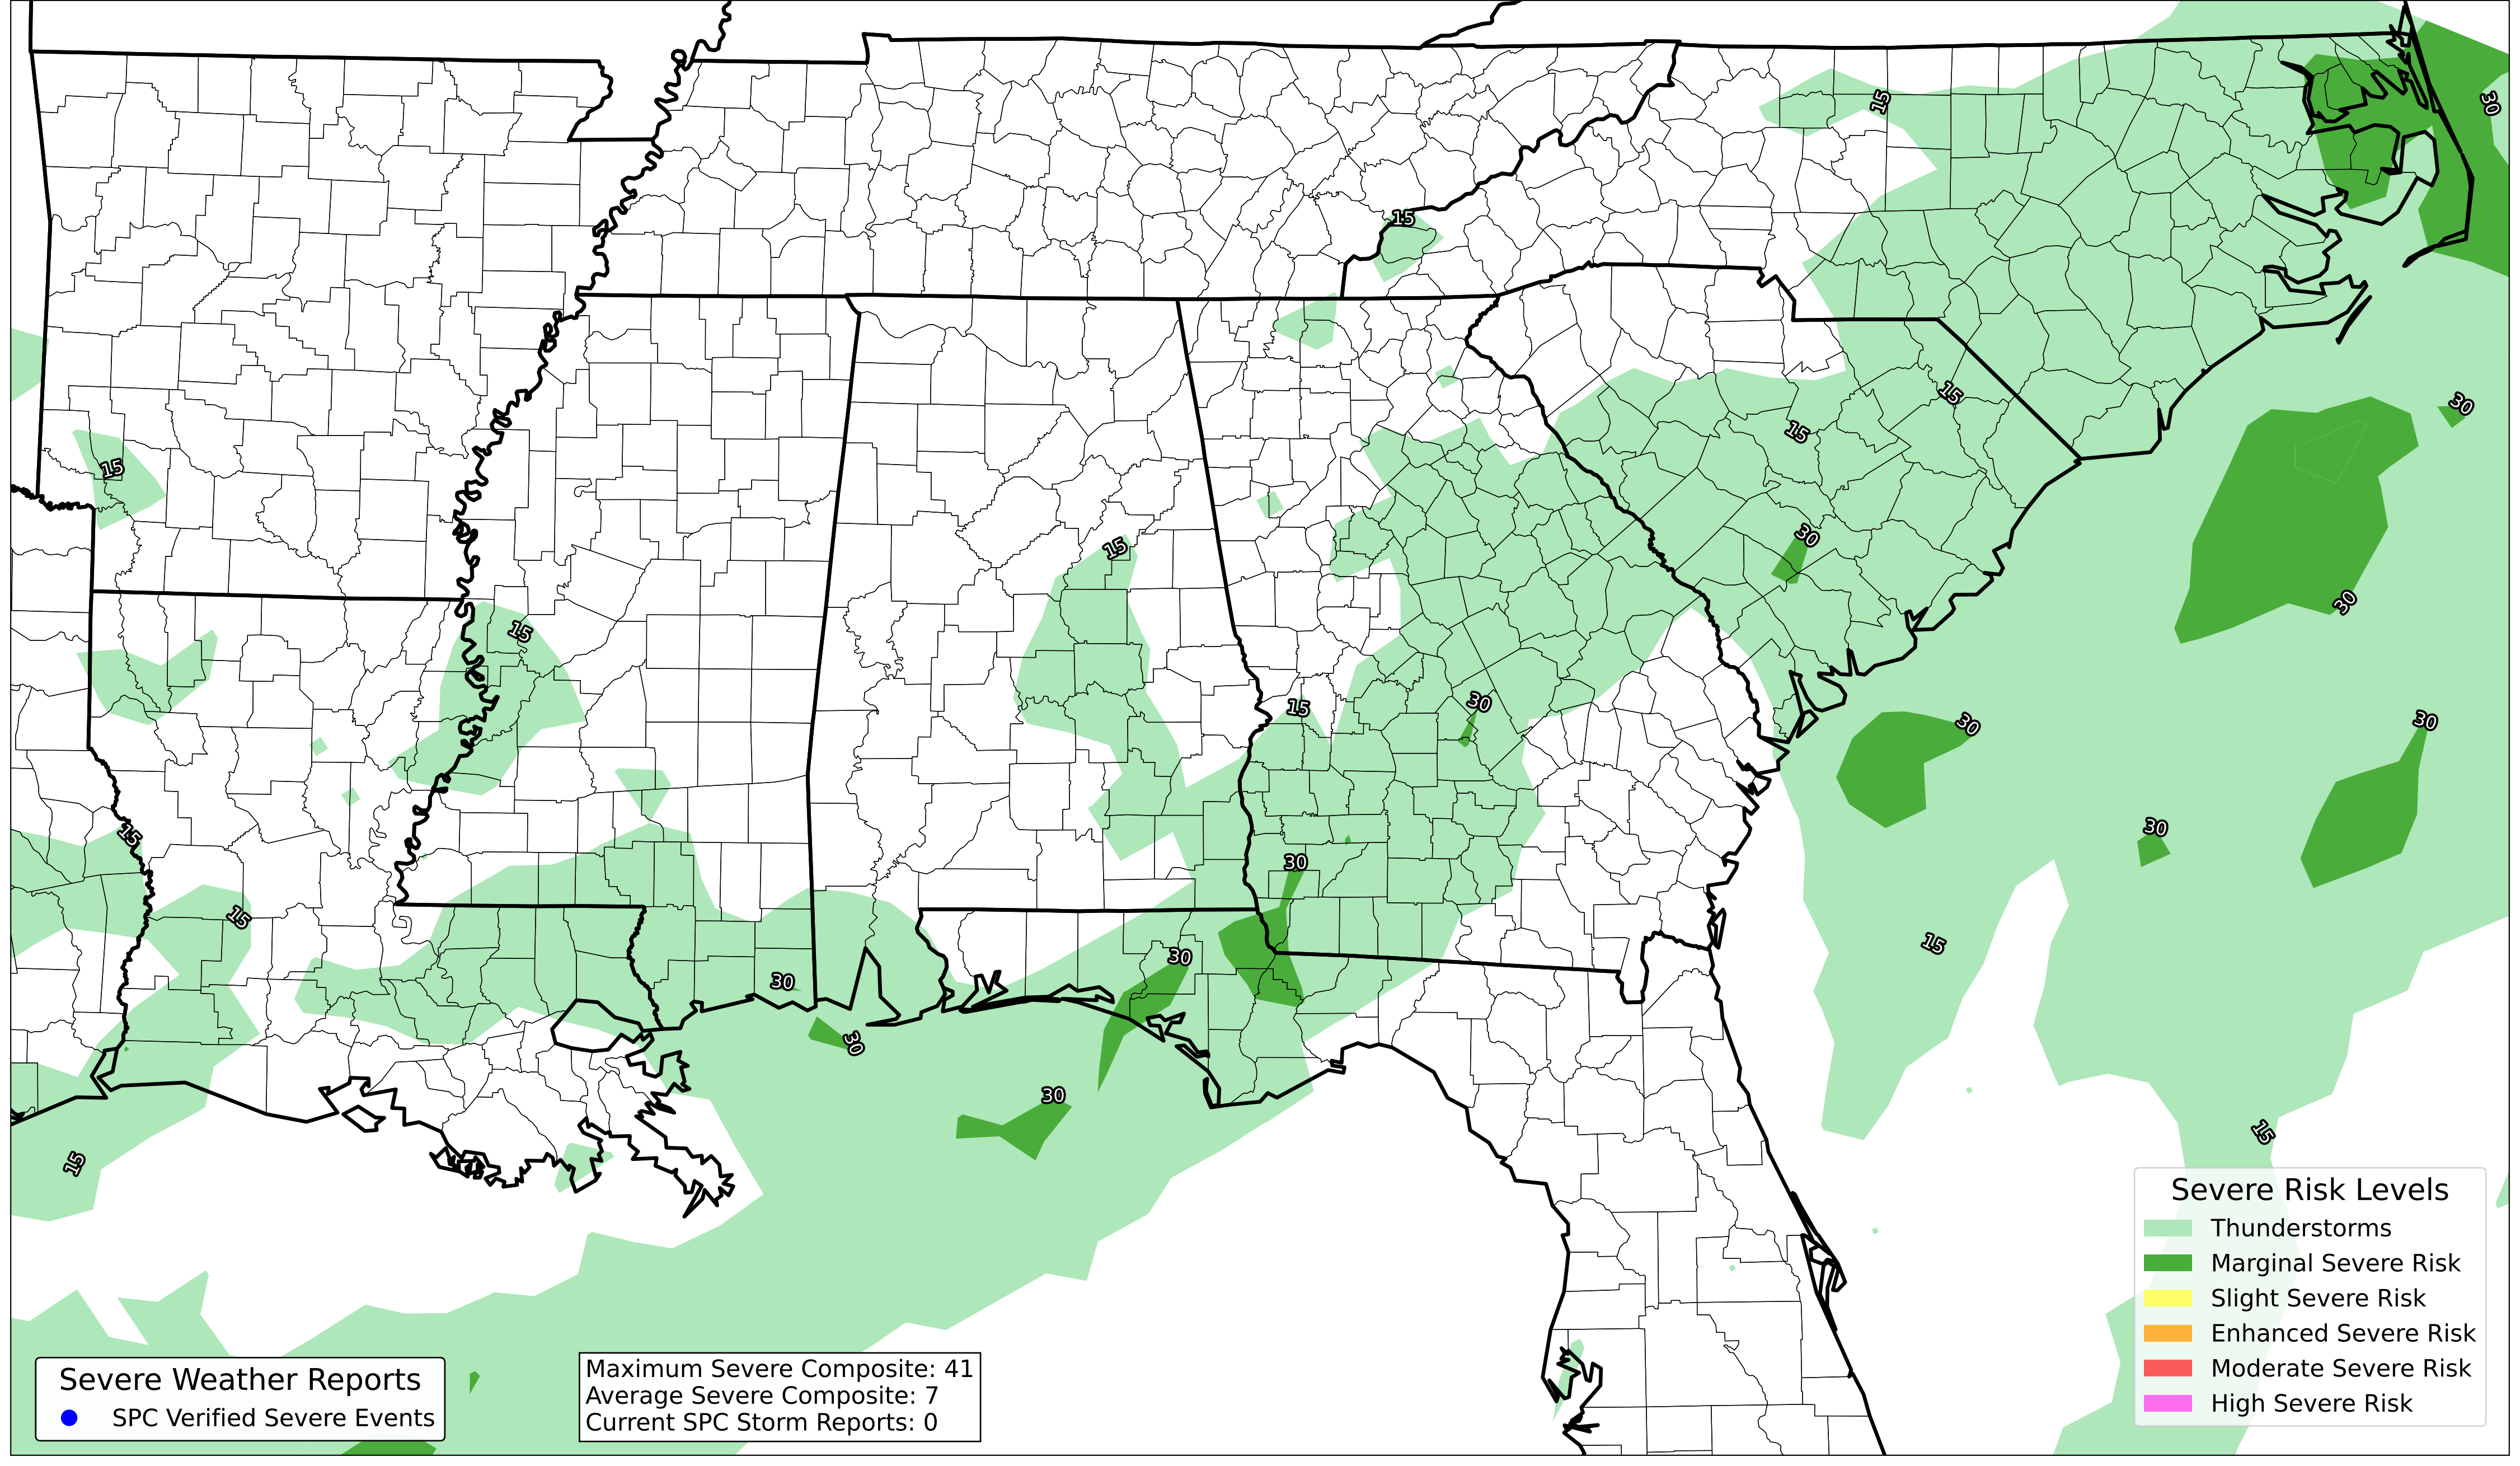 15
30
15
30
15
15
15
15
30
15
30
15
30
15
30
30
30
15
30
30
15
15
30
30
30
30
15
15
Severe Weather Reports
SPC Verified Severe Events
Maximum Severe Composite: 41
Average Severe Composite: 7
Current SPC Storm Reports: 0
Severe Risk Levels
Thunderstorms
Marginal Severe Risk
Slight Severe Risk
Enhanced Severe Risk
Moderate Severe Risk
High Severe Risk